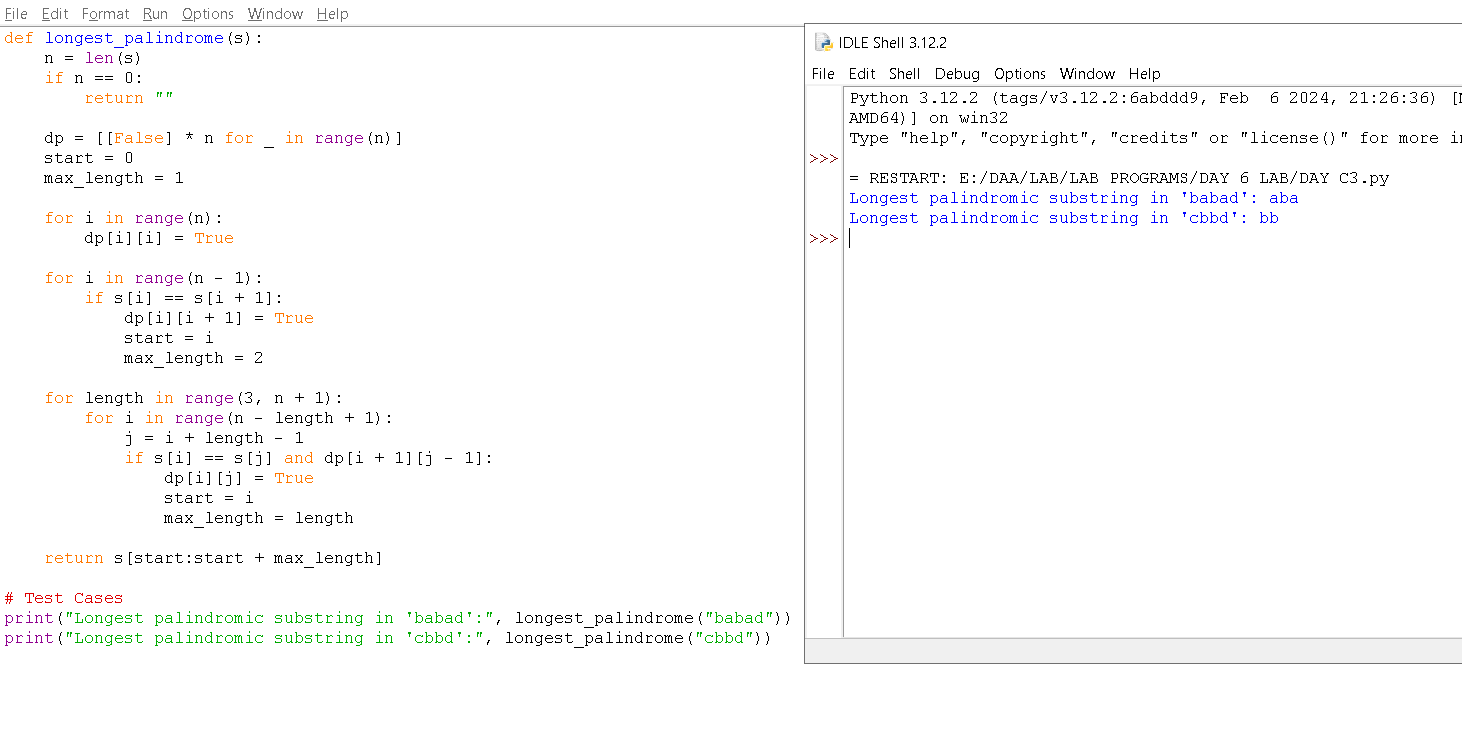 File Edit Format Run Options Window Help
def longest_palindrome(s):
    n = len(s)
    if n == 0:
        return ""

    dp = [[False] * n for _ in range(n)]
    start = 0
    max_length = 1

    for i in range(n):
        dp[i][i] = True

    for i in range(n - 1):
        if s[i] == s[i + 1]:
            dp[i][i + 1] = True
            start = i
            max_length = 2

    for length in range(3, n + 1):
        for i in range(n - length + 1):
            j = i + length - 1
            if s[i] == s[j] and dp[i + 1][j - 1]:
                dp[i][j] = True
                start = i
                max_length = length

    return s[start:start + max_length]

# Test Cases
print("Longest palindromic substring in 'babad':", longest_palindrome("babad"))
print("Longest palindromic substring in 'cbbd':", longest_palindrome("cbbd"))
IDLE Shell 3.12.2
File Edit Shell Debug Options Window Help
Python 3.12.2 (tags/v3.12.2:6abddd9, Feb  6 2024, 21:26:36) [
AMD64)] on win32
Type "help", "copyright", "credits" or "license()" for more
>>>
= RESTART: E:/DAA/LAB/LAB PROGRAMS/DAY 6 LAB/DAY C3.py
Longest palindromic substring in 'babad': aba
Longest palindromic substring in 'cbbd': bb
>>>